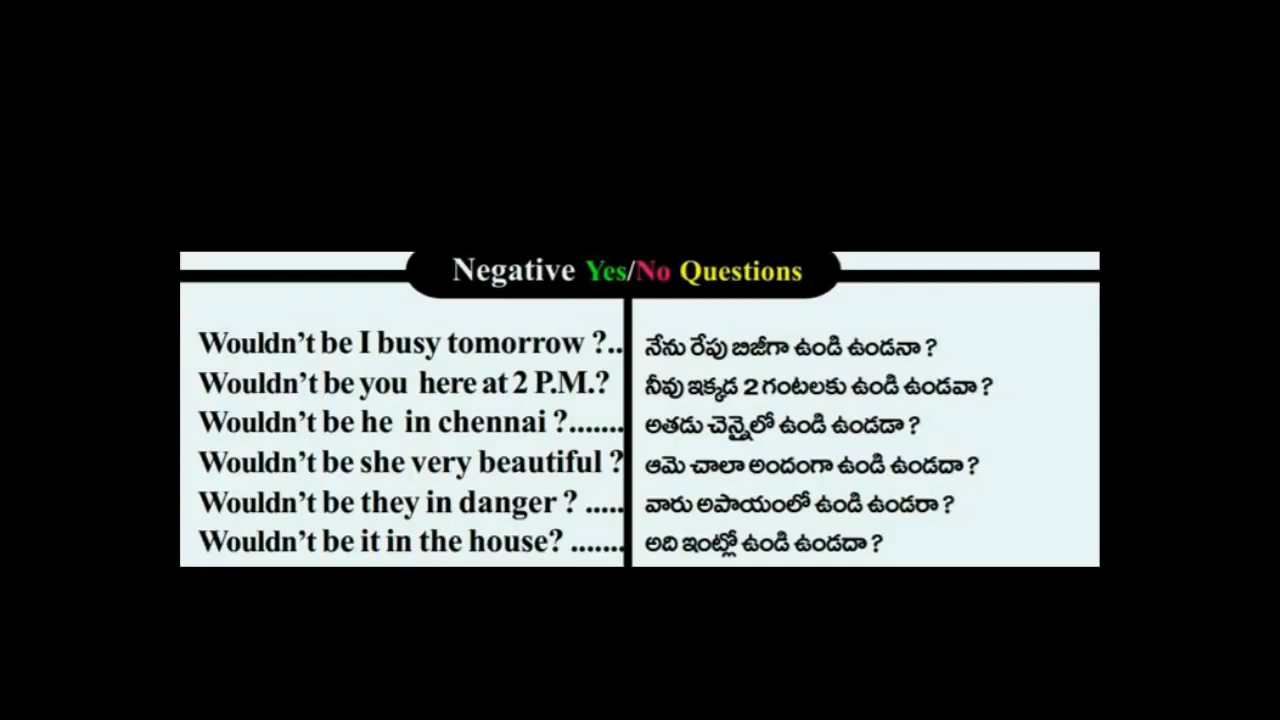 Negative Yes/No Questions
Wouldn't be I busy tomorrow ?.. నేను రేపు బిజీగా ఉండి ఉండనా ?
Wouldn't be you here at 2 P.M.? నీవు ఇక్కడ 2 గంటలకు ఉండి ఉండవా ?
Wouldn't be he in chennai ?....... అతడు చెన్నైలో ఉండి ఉండడా ?
Wouldn't be she very beautiful ? ఆమె చాలా అందంగా ఉండి ఉండదా ?
Wouldn't be they in danger ? ..... వారు అపాయంలో ఉండి ఉండరా ?
Wouldn't be it in the house? ....... అది ఇంట్లో ఉండి ఉండదా ?